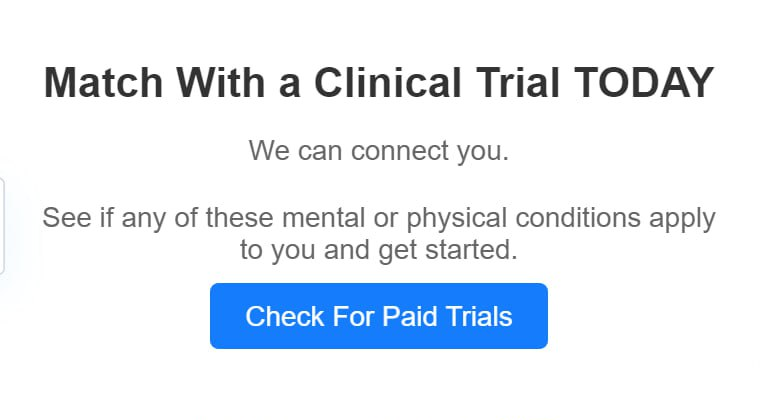 Match With a Clinical Trial TODAY
We can connect you.
See if any of these mental or physical conditions apply
to you and get started.
Check For Paid Trials